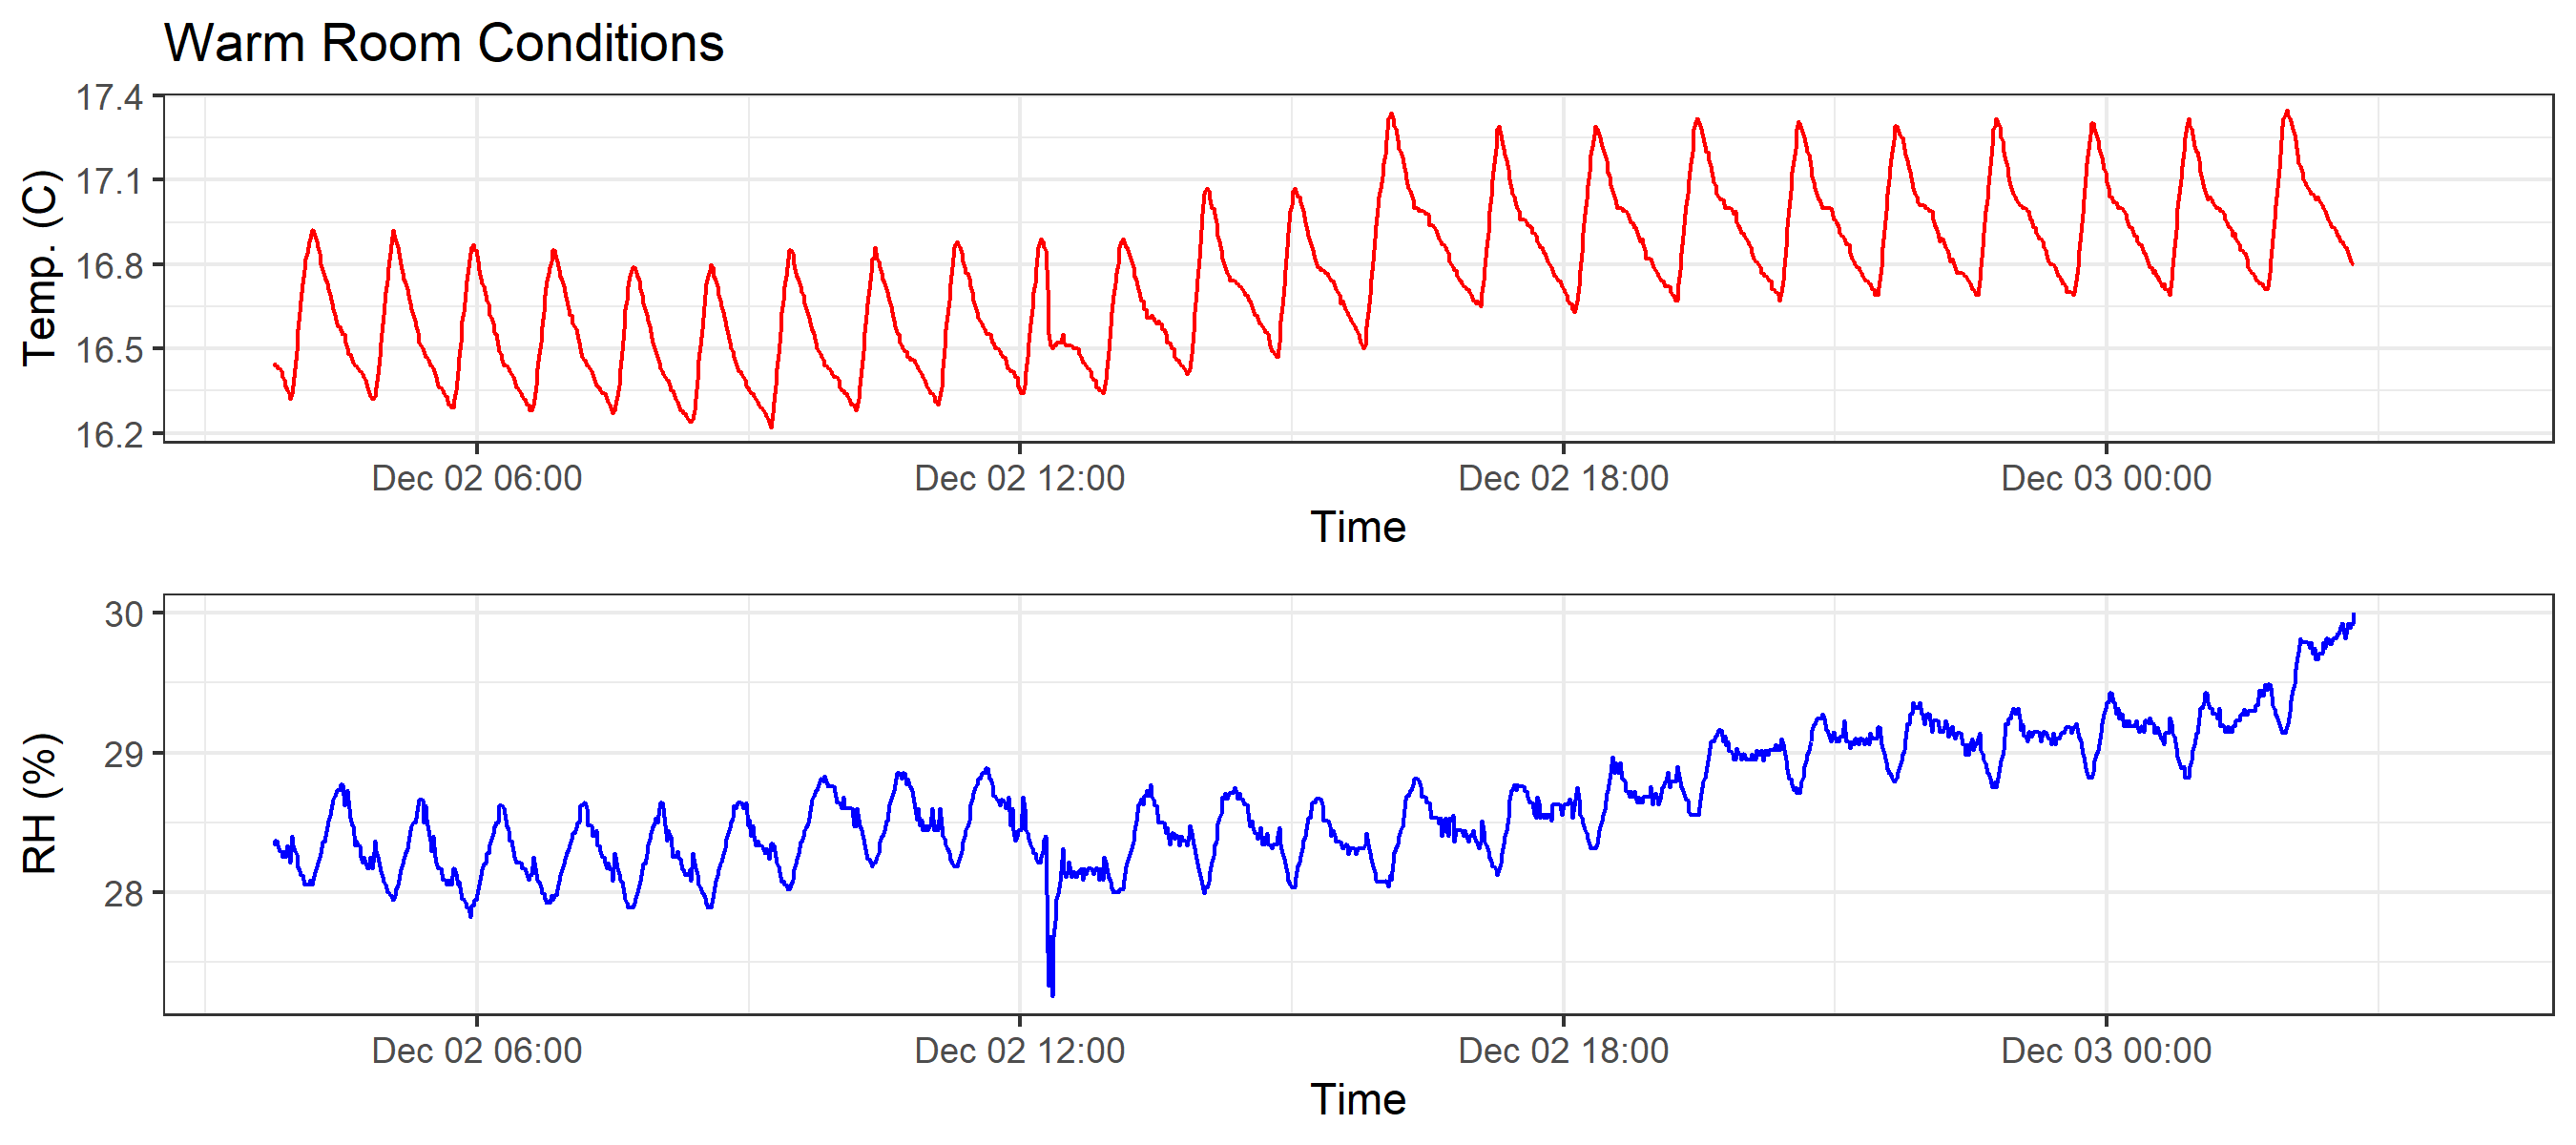 Warm Room Conditions
17.4
17.1
16.8
16.5
16.2
Temp. (C)
Dec 02 06:00 Dec 02 12:00 Dec 02 18:00 Dec 03 00:00
Time
30
29
28
RH (%)
Dec 02 06:00 Dec 02 12:00 Dec 02 18:00 Dec 03 00:00
Time